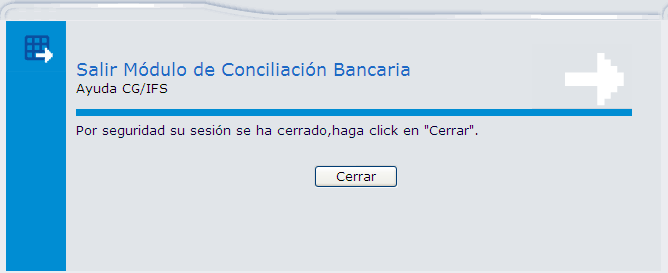 Salir Módulo de Conciliación Bancaria
Ayuda CG/IFS
Por seguridad su sesión se ha cerrado,haga click en "Cerrar".
Cerrar